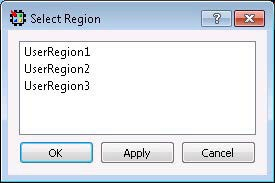 Select Region
?
UserRegion1
UserRegion2
UserRegion3
OK Apply Cancel